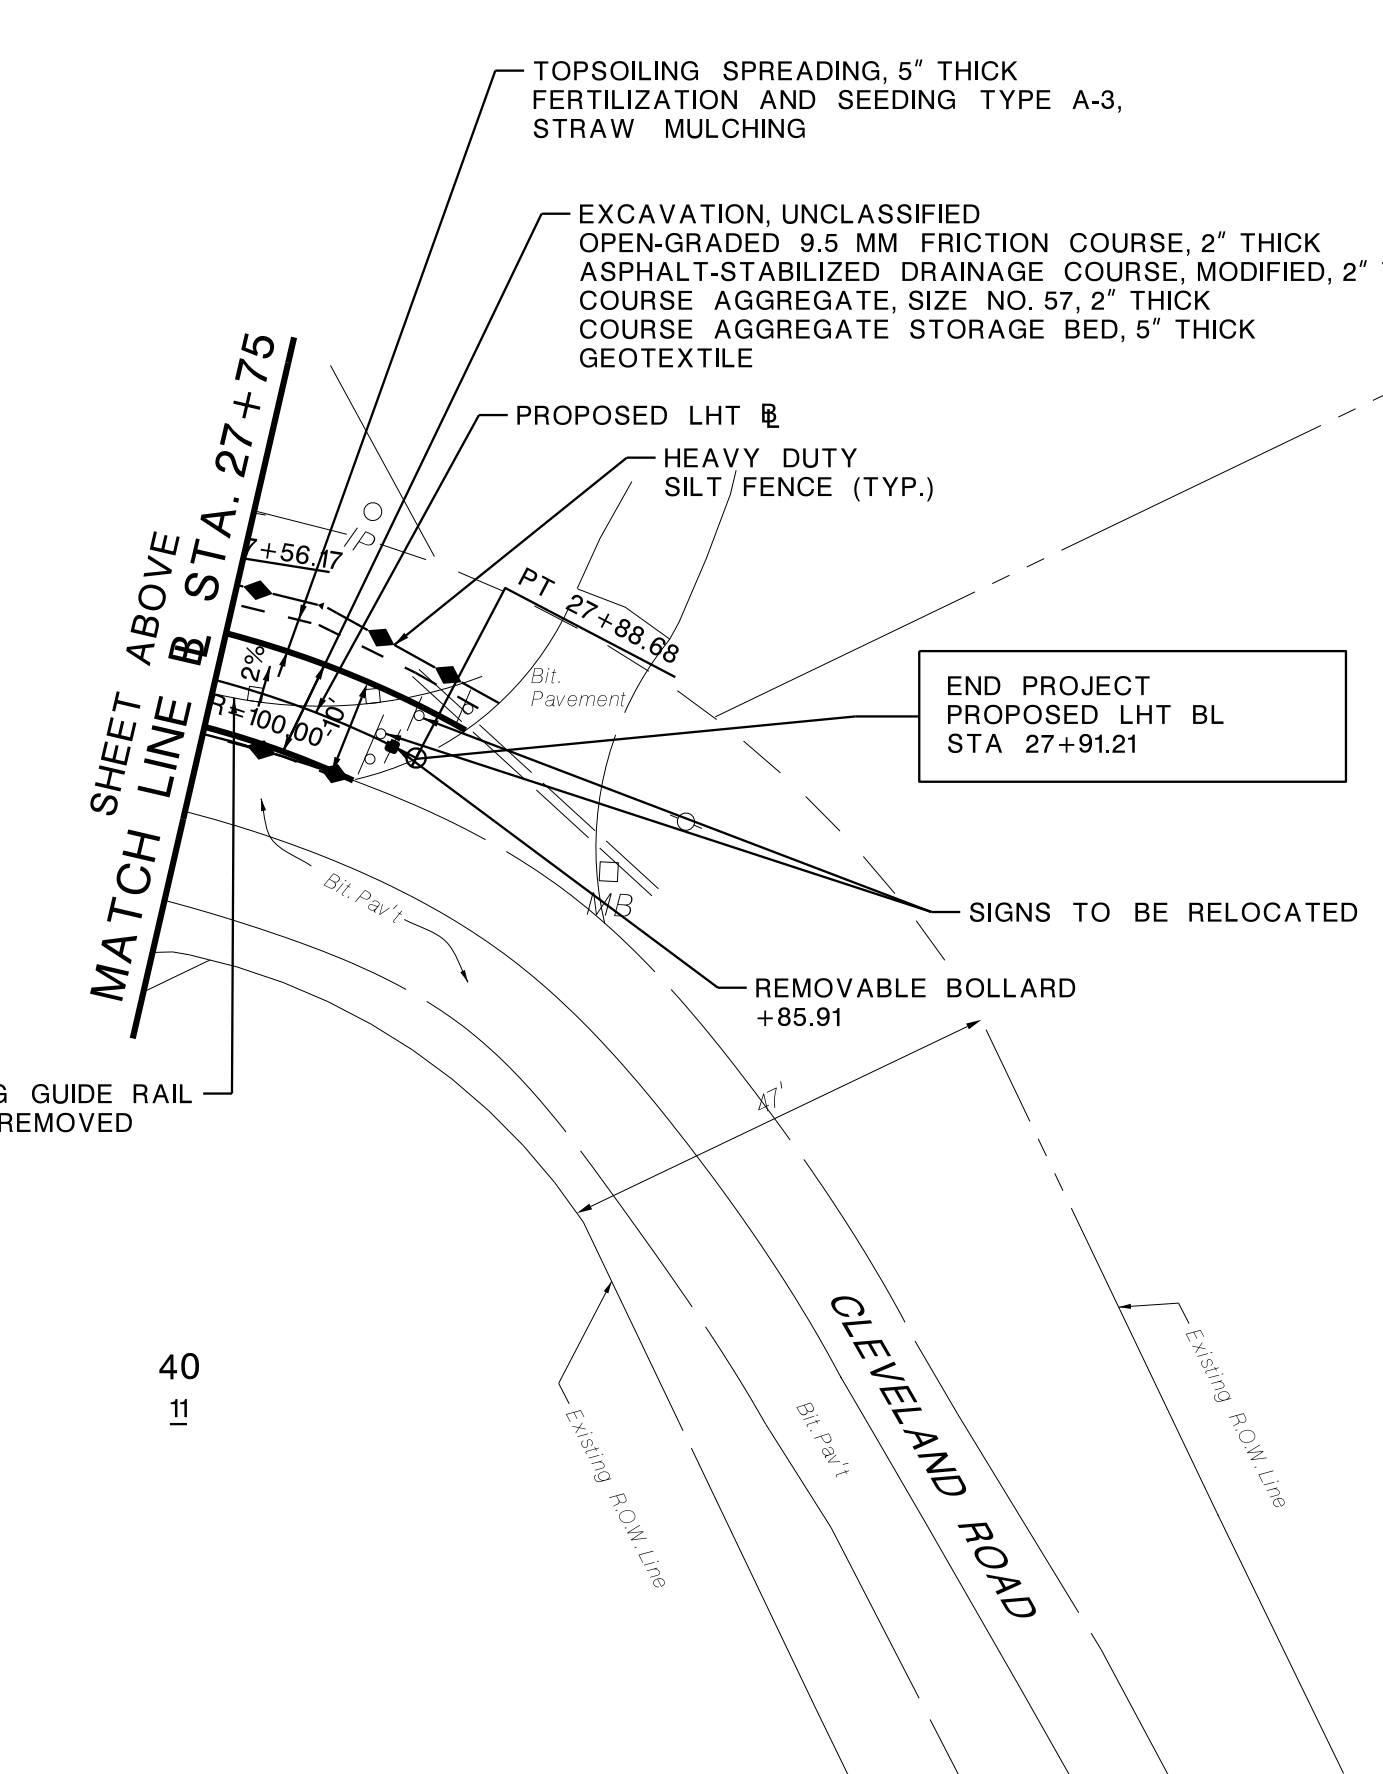 TOPSOILING SPREADING, 5" THICK
FERTILIZATION AND SEEDING TYPE A-3,
STRAW MULCHING
EXCAVATION, UNCLASSIFIED
OPEN-GRADED 9.5 MM FRICTION COURSE, 2" THICK
ASPHALT-STABILIZED DRAINAGE COURSE, MODIFIED, 2"
COURSE AGGREGATE, SIZE NO. 57, 2" THICK
COURSE AGGREGATE STORAGE BED, 5" THICK
GEOTEXTILE
PROPOSED LHT BL
HEAVY DUTY
SILT FENCE (TYP.)
SHEET ABOVE
MATCH LINE BL STA. 27+75
7+56.17
IP
PT 27+88.68
2%
R=100.00'
10'
Bit.
Pavement
END PROJECT
PROPOSED LHT BL
STA 27+91.21
Bit. Pav't
MB
SIGNS TO BE RELOCATED
REMOVABLE BOLLARD
+85.91
G GUIDE RAIL
REMOVED
47'
CLEVELAND ROAD
Existing R.O.W. Line
40
11
Existing R.O.W. Line
Bit. Pav't